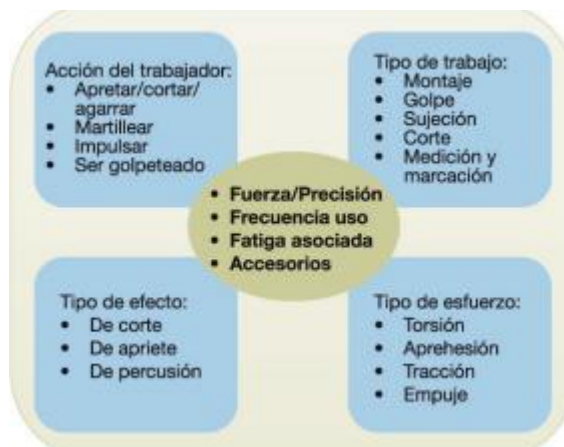 Acción del trabajador:
• Apretar/cortar/
agarrar
• Martillear
• Impulsar
• Ser golpeteado
Tipo de trabajo:
• Montaje
• Golpe
• Sujeción
• Corte
• Medición y
marcación
• Fuerza/Precisión
• Frecuencia uso
• Fatiga asociada
• Accesorios
Tipo de efecto:
• De corte
• De apriete
• De percusión
Tipo de esfuerzo:
• Torsión
• Aprehesión
• Tracción
• Empuje